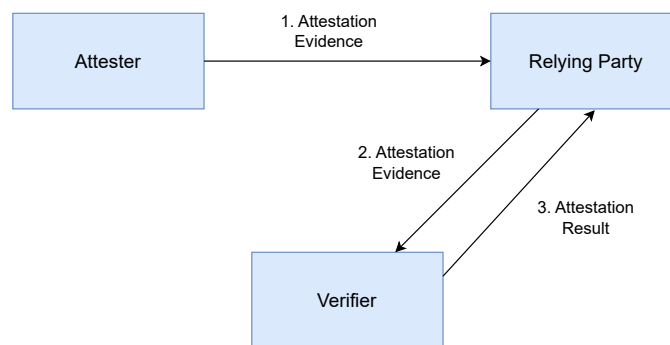 1. Attestation
Evidence
Attester
Relying Party
2. Attestation
Evidence
3. Attestation
Result
Verifier